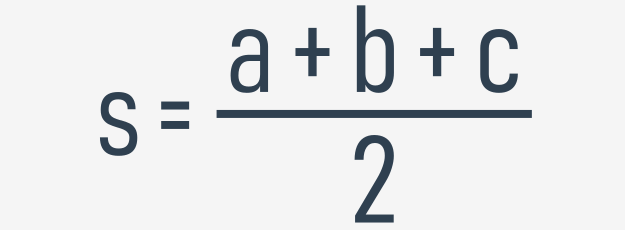 s = a + b + c
2